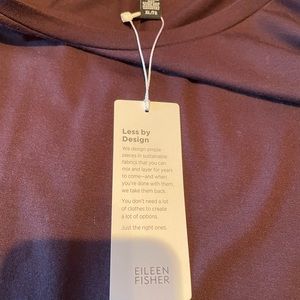 Less by
Design
We design simple
pieces in sustainable
fabrics that you can
mix and layer for years
to come—and when
you're done with them,
we take them back.
You don't need a lot
of clothes to create
a lot of options.
Just the right ones.
EILEEN
FISHER